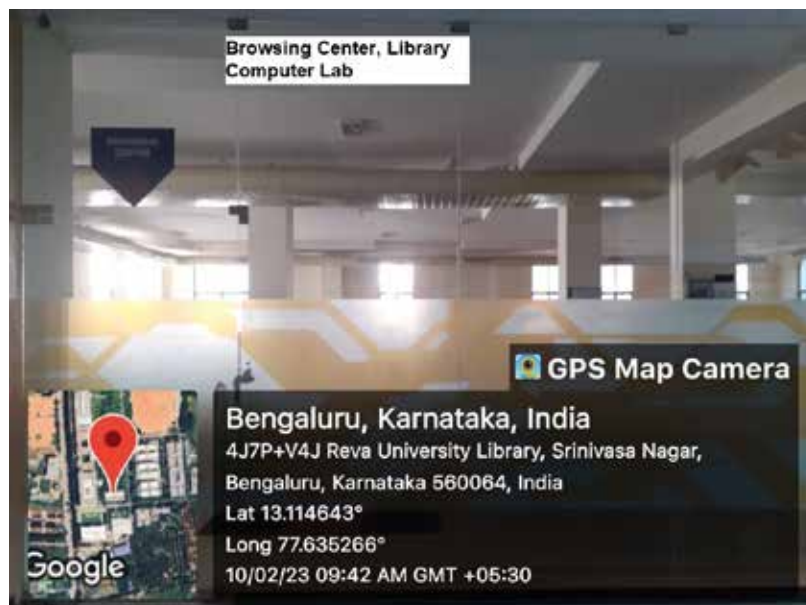 Browsing Center, Library
Computer Lab
GPS Map Camera
Bengaluru, Karnataka, India
4J7P+V4J Reva University Library, Srinivasa Nagar,
Bengaluru, Karnataka 560064, India
Lat 13.114643°
Long 77.635266°
10/02/23 09:42 AM GMT +05:30
Google